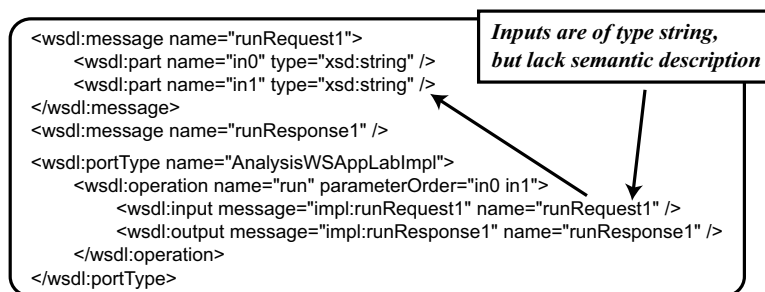 Inputs are of type string,
but lack semantic description
<wsdl:message name="runRequest1">
<wsdl:part name="in0" type="xsd:string" />
<wsdl:part name="in1" type="xsd:string" />
</wsdl:message>
<wsdl:message name="runResponse1" />
<wsdl:portType name="AnalysisWSAppLabImpl">
<wsdl:operation name="run" parameterOrder="in0 in1">
<wsdl:input message="impl:runRequest1" name="runRequest1" />
<wsdl:output message="impl:runResponse1" name="runResponse1" />
</wsdl:operation>
</wsdl:portType>